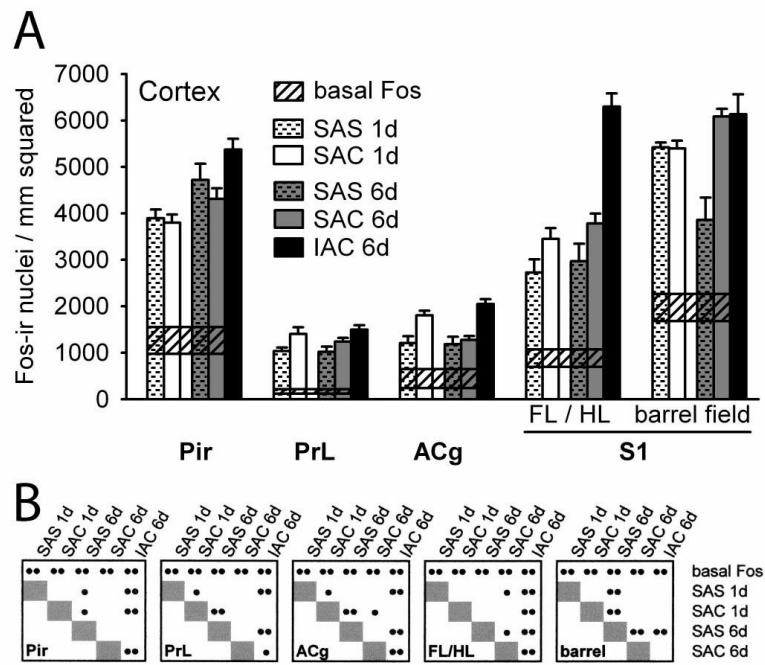 A
7000
6000
5000
4000
3000
2000
1000
0
Fos-ir nuclei / mm squared
Cortex
basal Fos
SAS 1d
SAC 1d
SAS 6d
SAC 6d
IAC 6d
FL / HL barrel field
Pir PrL ACg S1
B
SAS 1d SAC 1d SAS 6d SAC 6d IAC 6d SAS 1d SAC 1d SAS 6d SAC 6d IAC 6d SAS 1d SAC 1d SAS 6d SAC 6d IAC 6d SAS 1d SAC 1d SAS 6d SAC 6d IAC 6d SAS 1d SAC 1d SAS 6d SAC 6d IAC 6d
basal Fos
SAS 1d
SAC 1d
SAS 6d
Pir PrL ACg FL/HL barrel SAC 6d